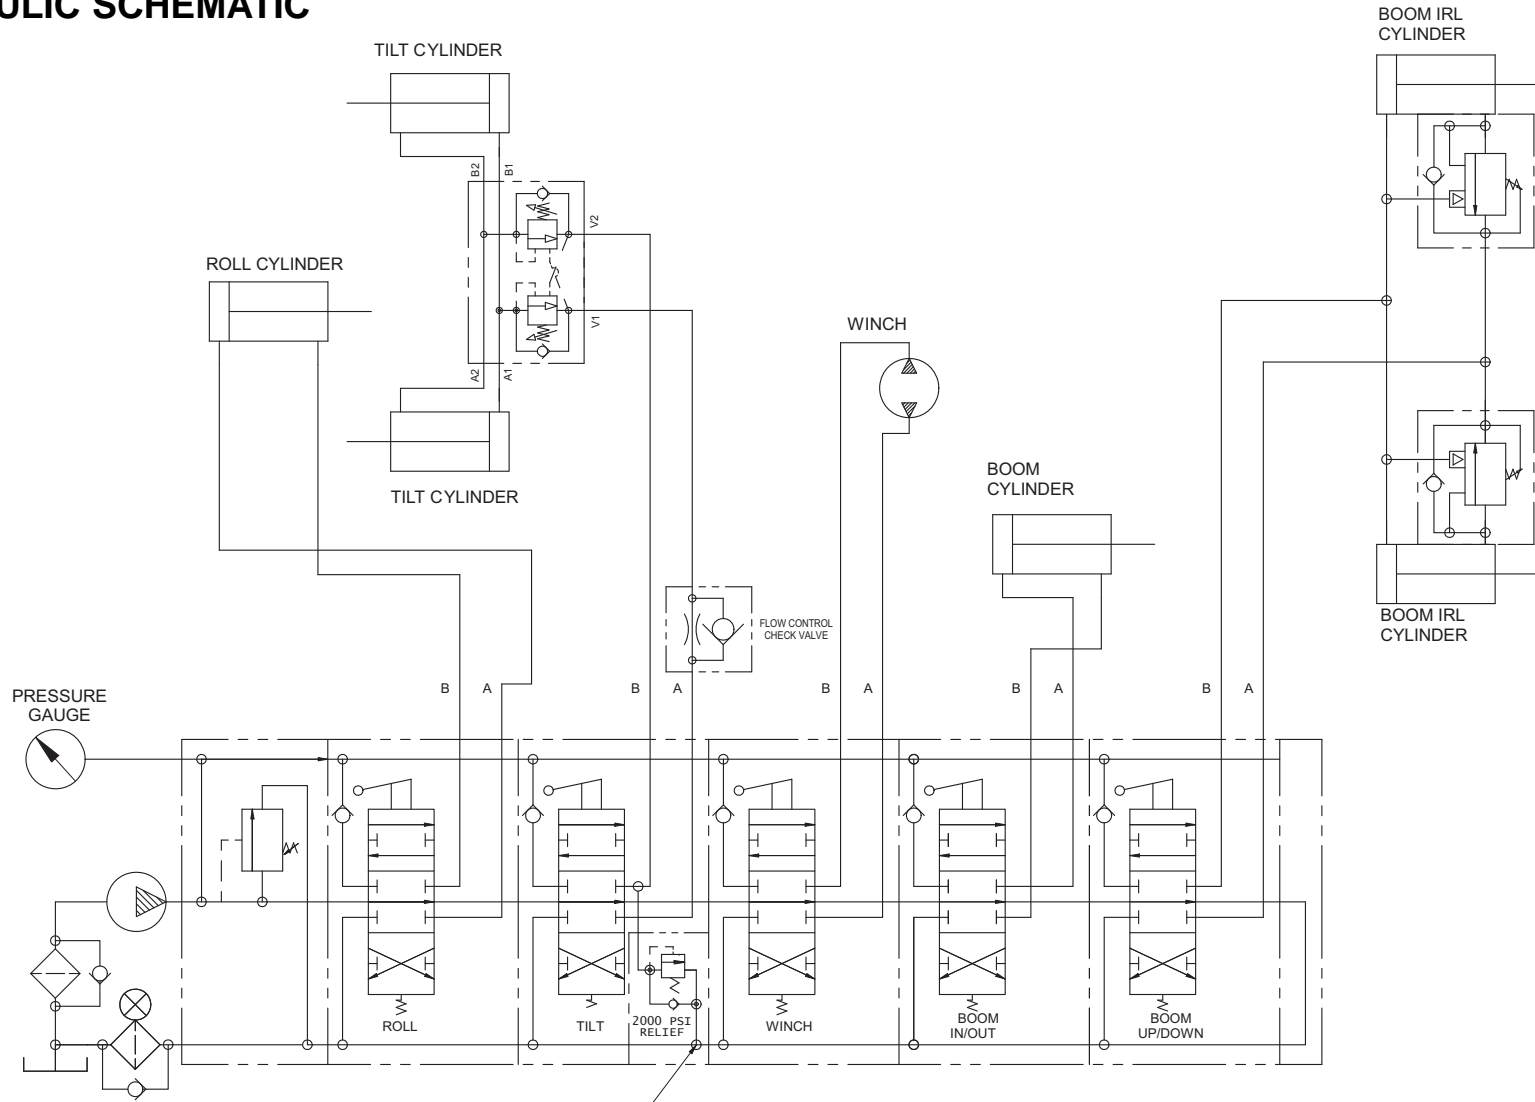 ULIC SCHEMATIC
BOOM IRL
CYLINDER
TILT CYLINDER
B2
B1
V2
ROLL CYLINDER
V1
WINCH
A2
A1
BOOM
CYLINDER
TILT CYLINDER
FLOW CONTROL
CHECK VALVE
BOOM IRL
CYLINDER
PRESSURE
GAUGE
B A B A B A B A B A
ROLL
TILT
2000 PSI
RELIEF
WINCH
BOOM
IN/OUT
BOOM
UP/DOWN